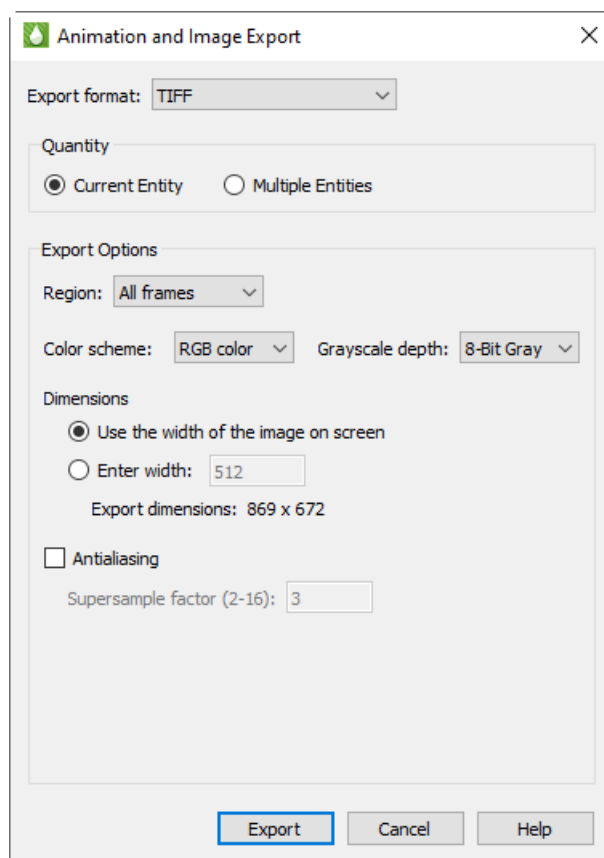 Animation and Image Export
Export format: TIFF
Quantity
Current Entity Multiple Entities
Export Options
Region: All frames
Color scheme: RGB color Grayscale depth: 8-Bit Gray
Dimensions
Use the width of the image on screen
Enter width: 512
Export dimensions: 869 x 672
Antialiasing
Supersample factor (2-16): 3
Export Cancel Help